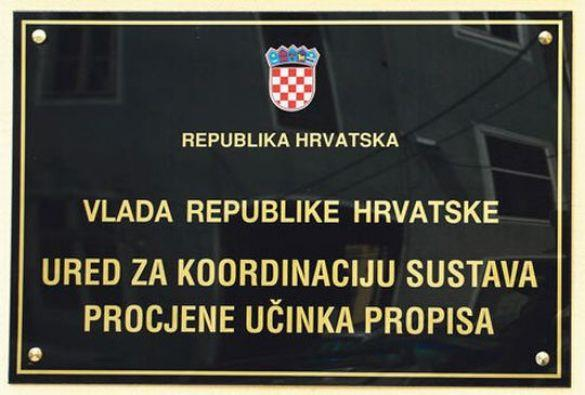 REPUBLIKA HRVATSKA
VLADA REPUBLIKE HRVATSKE
URED ZA KOORDINACIJU SUSTAVA
PROCJENE UČINKA PROPISA